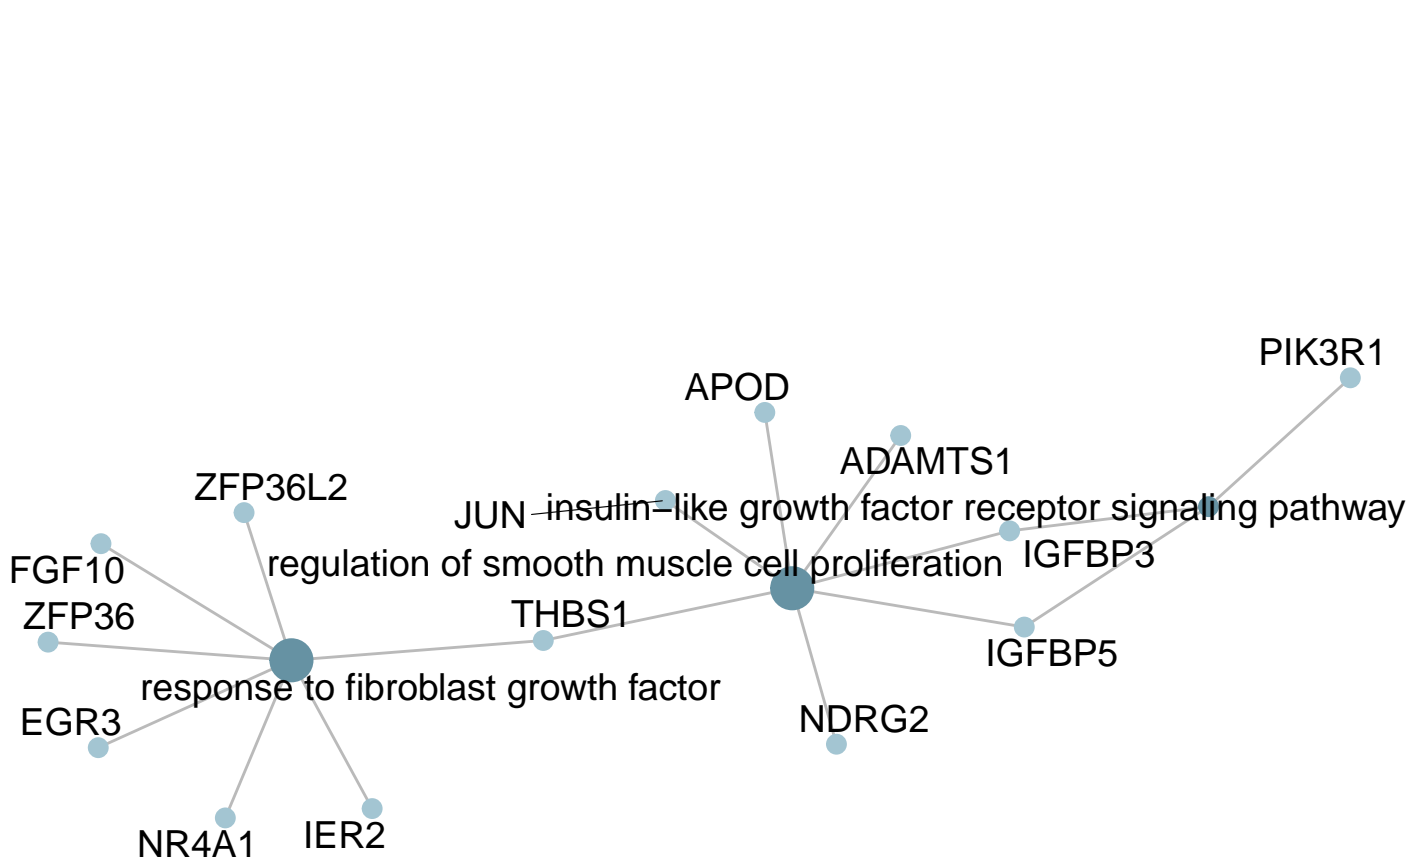 PIK3R1
APOD
ADAMTS1
ZFP36L2
JUN
insulin−like growth factor receptor signaling pathway
IGFBP3
regulation of smooth muscle cell proliferation
FGF10
THBS1
ZFP36
IGFBP5
response to fibroblast growth factor
EGR3
NDRG2
IER2
NR4A1